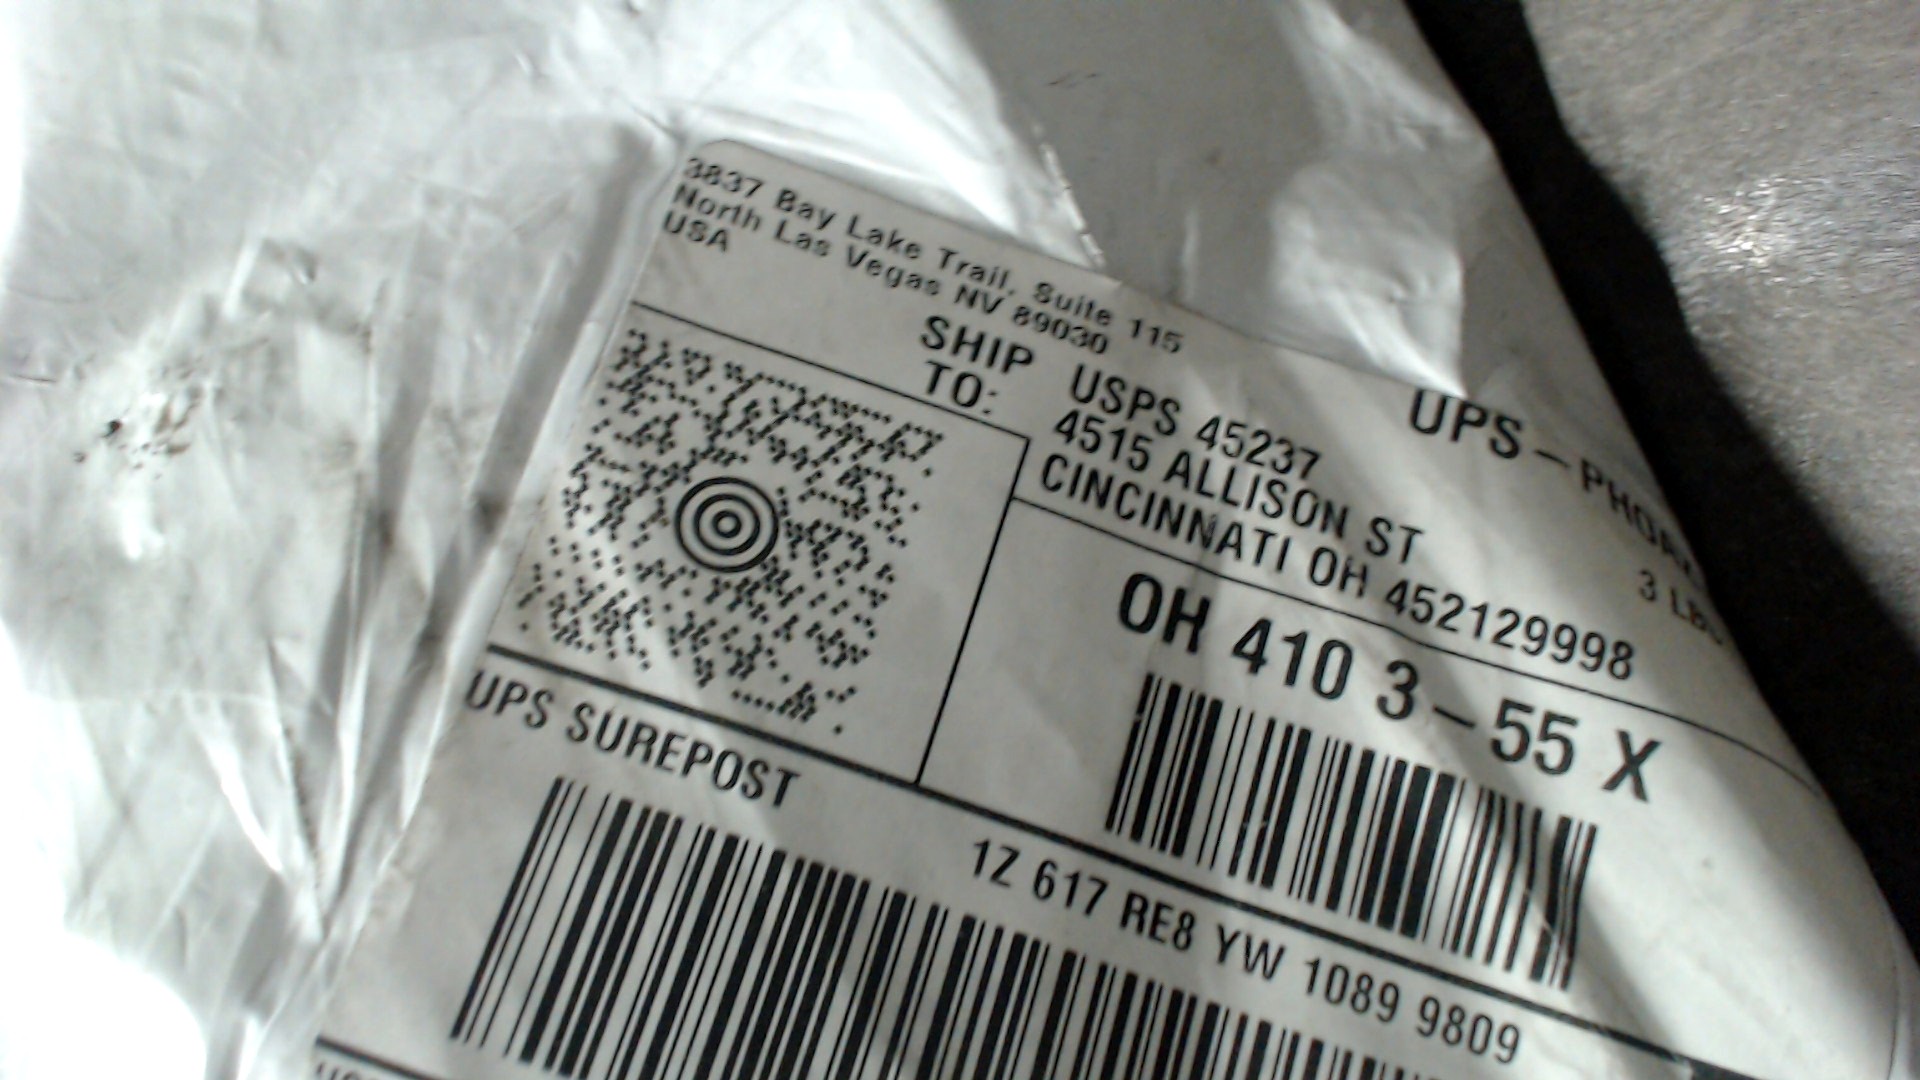 3837 Bay Lake Trail, Suite 115
North Las Vegas NV 89030
USA
SHIP
TO:
USPS 45237
4515 ALLISON ST
CINCINNATI OH 452129998
UPS-
3
OH 410 3-55 X
UPS SUREPOST
1Z 617 RE8 YW 1089 9809